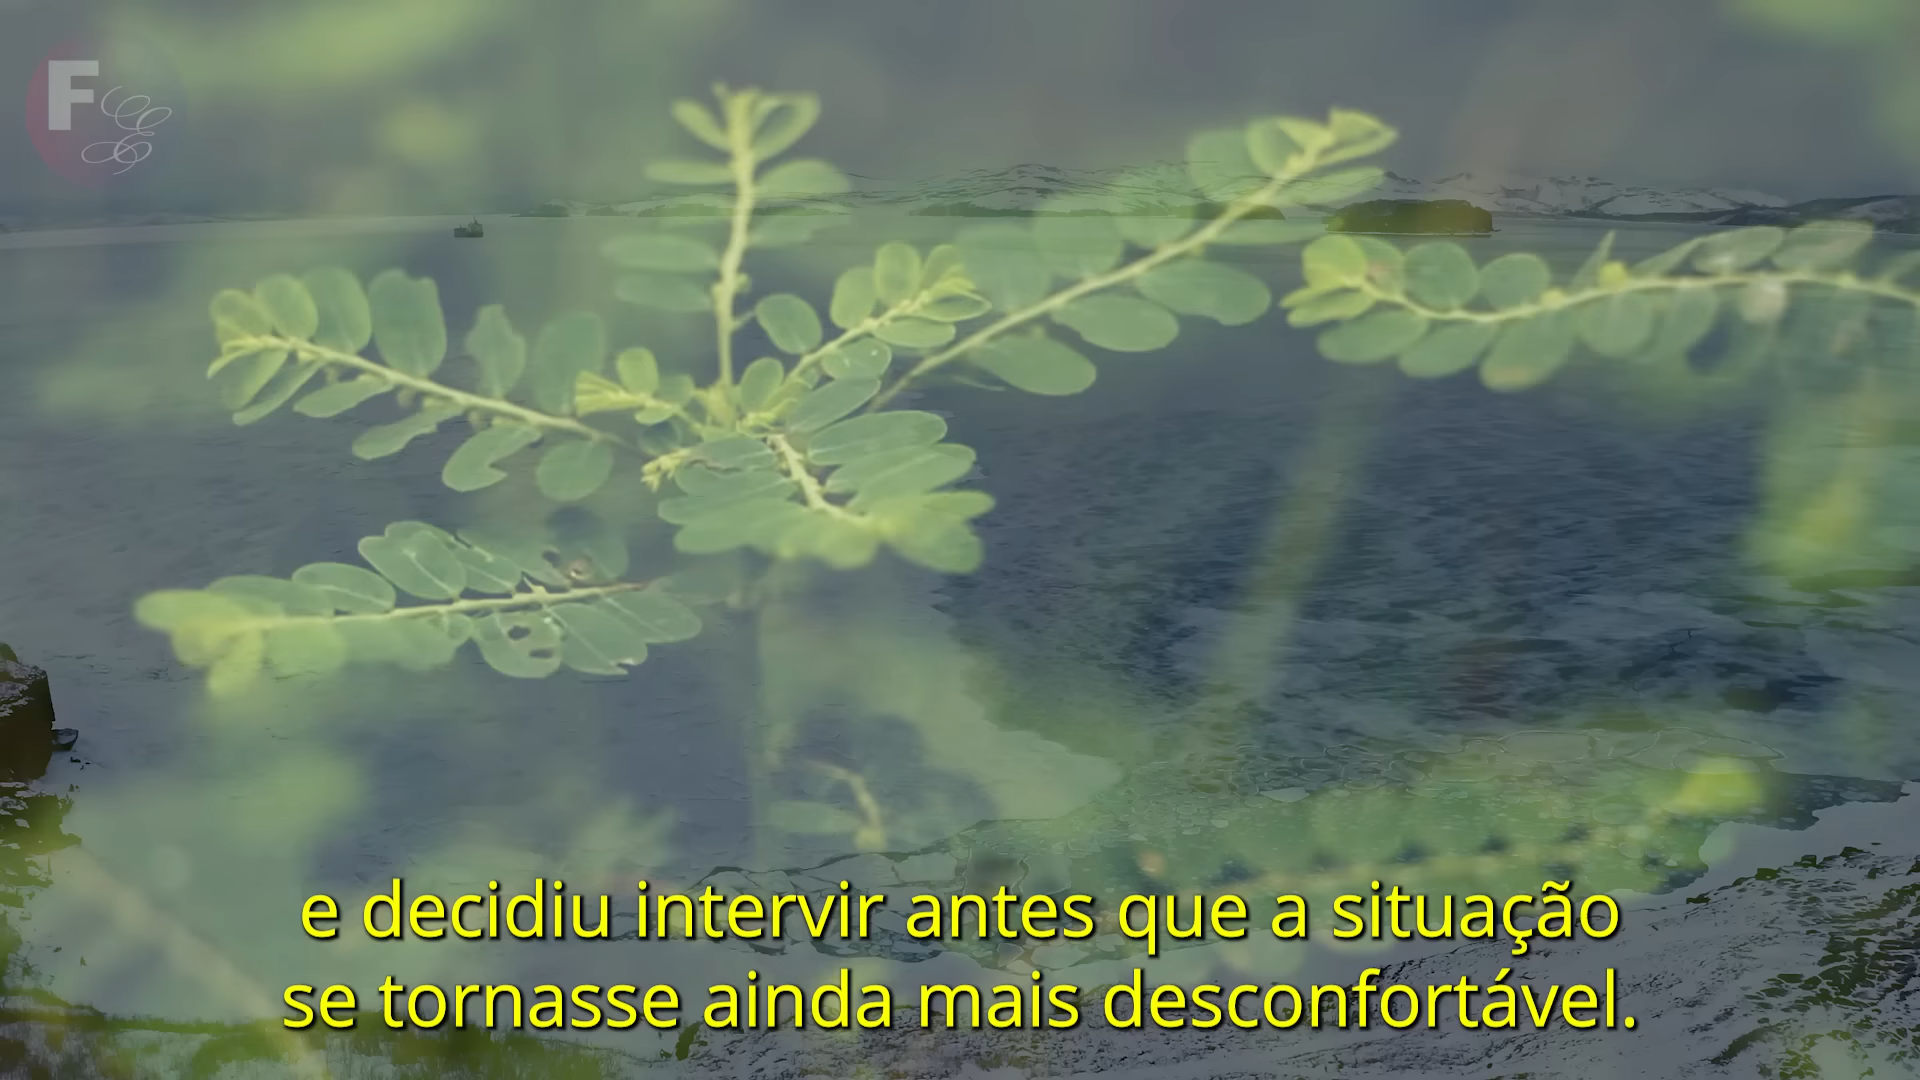 F E
e decidiu intervir antes que a situação
se tornasse ainda mais desconfortável.